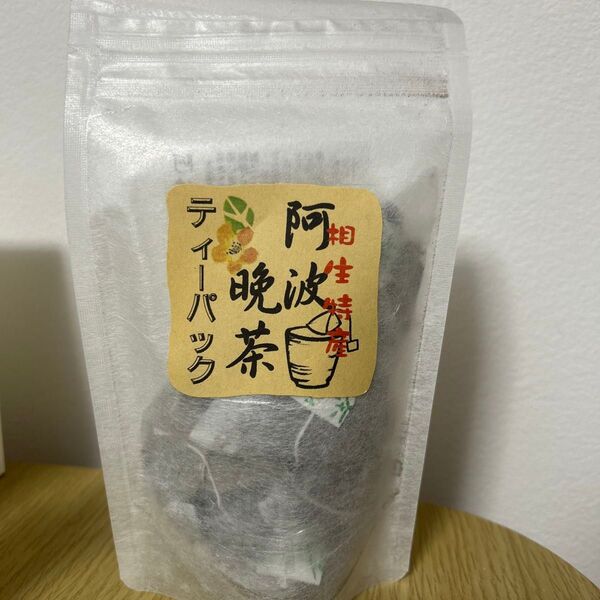 相生特産
阿波
晩茶
ティーパック